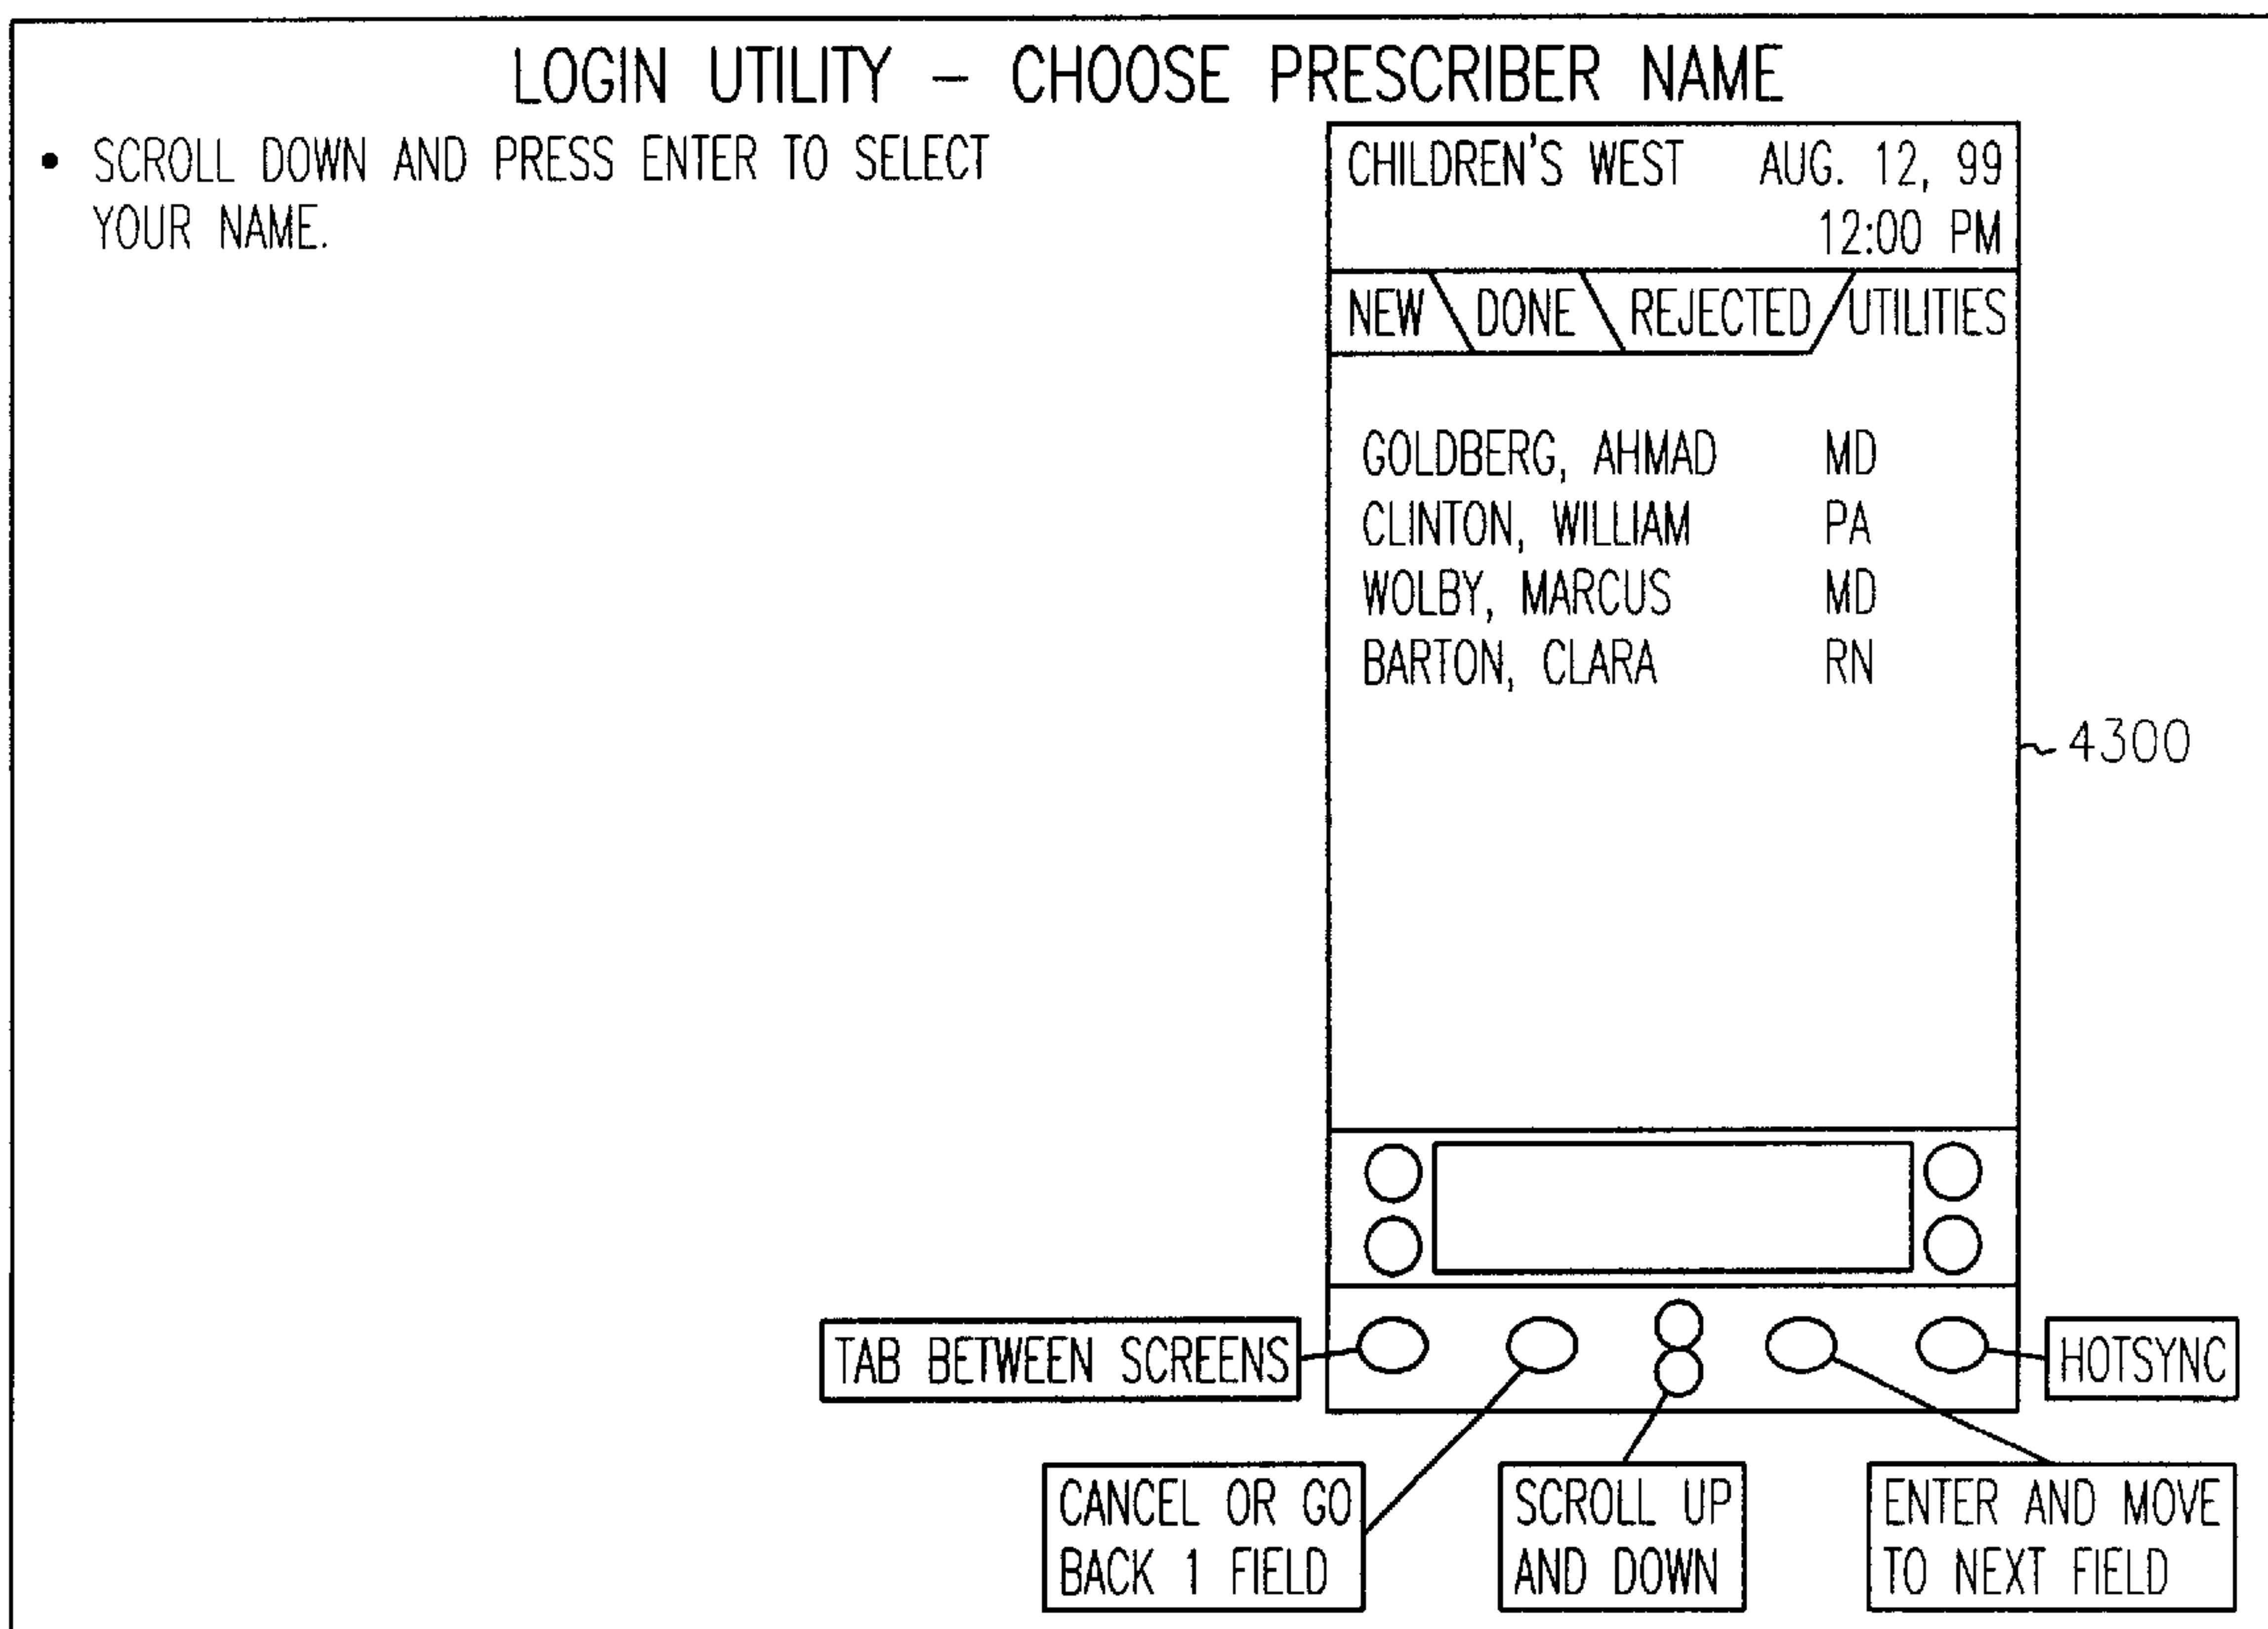 LOGIN UTILITY – CHOOSE PRESCRIBER NAME
• SCROLL DOWN AND PRESS ENTER TO SELECT
YOUR NAME.
CHILDREN'S WEST AUG. 12, 99
12:00 PM
NEW DONE REJECTED UTILITIES
GOLDBERG, AHMAD MD
CLINTON, WILLIAM PA
WOLBY, MARCUS MD
BARTON, CLARA RN
4300
TAB BETWEEN SCREENS
HOTSYNC
CANCEL OR GO
BACK 1 FIELD
SCROLL UP
AND DOWN
ENTER AND MOVE
TO NEXT FIELD